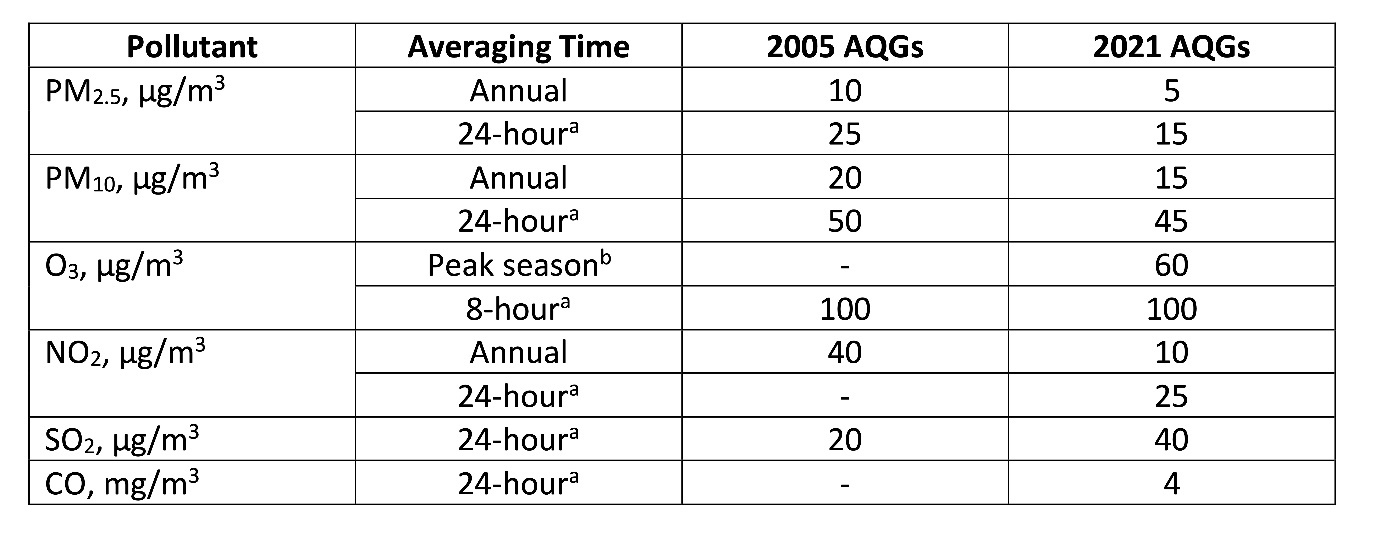 Pollutant Averaging Time 2005 AQGs 2021 AQGs
PM₂.₅, µg/m³ Annual 10 5
24-hourᵃ 25 15
PM₁₀, µg/m³ Annual 20 15
24-hourᵃ 50 45
O₃, µg/m³ Peak seasonᵇ - 60
8-hourᵃ 100 100
NO₂, µg/m³ Annual 40 10
24-hourᵃ - 25
SO₂, µg/m³ 24-hourᵃ 20 40
CO, mg/m³ 24-hourᵃ - 4